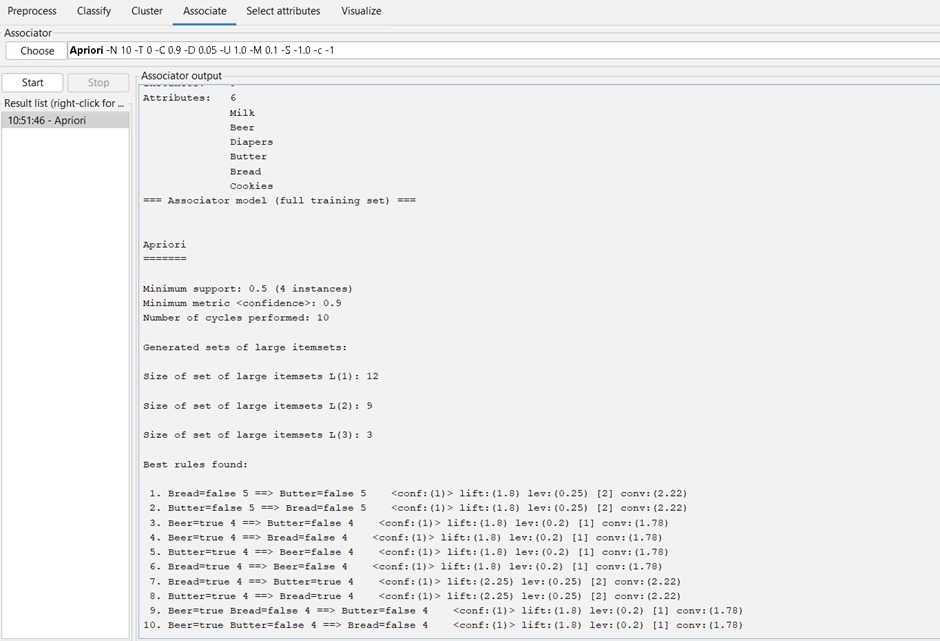 Preprocess Classify Cluster Associate Select attributes Visualize
Associator
Choose Apriori -N 10 -T 0 -C 0.9 -D 0.05 -U 1.0 -M 0.1 -S -1.0 -c -1
Start Stop
Result list (right-click for ...
10:51:46 - Apriori
Associator output
Attributes: 6
Milk
Beer
Diapers
Butter
Bread
Cookies
=== Associator model (full training set) ===
Apriori
=======
Minimum support: 0.5 (4 instances)
Minimum metric <confidence>: 0.9
Number of cycles performed: 10
Generated sets of large itemsets:
Size of set of large itemsets L(1): 12
Size of set of large itemsets L(2): 9
Size of set of large itemsets L(3): 3
Best rules found:
1. Bread=false 5 ==> Butter=false 5 <conf:(1)> lift:(1.8) lev:(0.25) [2] conv:(2.22)
2. Butter=false 5 ==> Bread=false 5 <conf:(1)> lift:(1.8) lev:(0.25) [2] conv:(2.22)
3. Beer=true 4 ==> Butter=false 4 <conf:(1)> lift:(1.8) lev:(0.2) [1] conv:(1.78)
4. Beer=true 4 ==> Bread=false 4 <conf:(1)> lift:(1.8) lev:(0.2) [1] conv:(1.78)
5. Butter=true 4 ==> Beer=false 4 <conf:(1)> lift:(1.8) lev:(0.2) [1] conv:(1.78)
6. Bread=true 4 ==> Beer=false 4 <conf:(1)> lift:(1.8) lev:(0.2) [1] conv:(1.78)
7. Bread=true 4 ==> Butter=true 4 <conf:(1)> lift:(2.25) lev:(0.25) [2] conv:(2.22)
8. Butter=true 4 ==> Bread=true 4 <conf:(1)> lift:(2.25) lev:(0.25) [2] conv:(2.22)
9. Beer=true Bread=false 4 ==> Butter=false 4 <conf:(1)> lift:(1.8) lev:(0.2) [1] conv:(1.78)
10. Beer=true Butter=false 4 ==> Bread=false 4 <conf:(1)> lift:(1.8) lev:(0.2) [1] conv:(1.78)